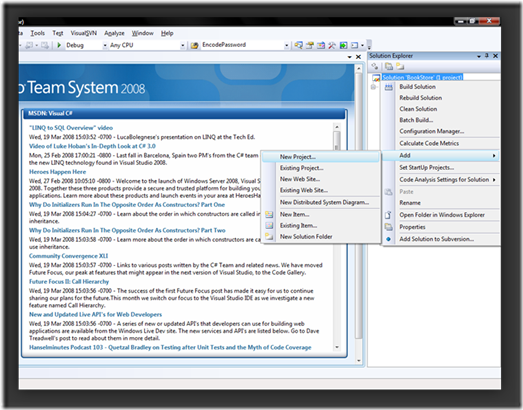 Tools Test VisualSVN Analyze Window Help
Debug Any CPU EncodePassword
Solution Explorer
Solution 'BookStore' (1 project)
Team System 2008
MSDN: Visual C#
"LINQ to SQL Overview" video
Wed, 19 Mar 2008 15:03:52 -0700 - LucaBolognese's presentation on LINQ at the Tech Ed.
Video of Luke Hoban's In-Depth Look at C# 3.0
Mon, 25 Feb 2008 17:00:21 -0800 - Last fall in Barcelona, Spain two PM's from the C# team
the new LINQ technology found in Visual Studio 2008.
Heroes Happen Here
Wed, 27 Feb 2008 10:05:10 -0800 - Welcome to the launch of Windows Server 2008, Visual S
2008. Together these three products provide a secure and trusted platform for building you
applications. Learn more about these products and launch events in your area at HeroesHa
Why Do Initializers Run In The Opposite Order As Constructors? Part One
Wed, 19 Mar 2008 15:04:27 -0700 - Learn about the order in which constructors are called i
inheritance.
Why Do Initializers Run In The Opposite Order As Constructors? Part Two
Wed, 19 Mar 2008 15:03:58 -0700 - Learn more about the order in which constructors are c
use inheritance.
Community Convergence XLI
Wed, 19 Mar 2008 15:03:57 -0700 - Links to various posts written by the C# Team and related news. We have moved
Future Focus, our peak at features that might appear in the next version of Visual Studio, to the Code Gallery.
Future Focus II: Call Hierarchy
Wed, 19 Mar 2008 15:03:56 -0700 - The success of the first Future Focus post has made it easy for us to continue
sharing our plans for the future.This month we switch our focus to the Visual Studio IDE as we investigate a new
feature named Call Hierarchy.
New and Updated Live API's for Web Developers
Wed, 19 Mar 2008 15:03:56 -0700 - A series of new or updated API's that developers can use for building web
applications are available from the Windows Live Dev site. The new services and API's are listed below. Go to Dave
Treadwell's post to read about them in more detail.
Hanselminutes Podcast 103 - Quetzal Bradley on Testing after Unit Tests and the Myth of Code Coverage
New Project...
Existing Project...
New Web Site...
Existing Web Site...
New Distributed System Diagram...
New Item...
Existing Item...
New Solution Folder
Build Solution
Rebuild Solution
Clean Solution
Batch Build...
Configuration Manager...
Calculate Code Metrics
Add
Set StartUp Projects...
Code Analysis Settings for Solution
Paste
Rename
Open Folder in Windows Explorer
Properties
Add Solution to Subversion...